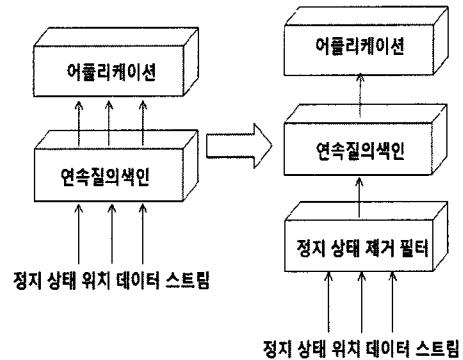 어플리케이션
연속질의색인
정지 상태 위치 데이터 스트림
어플리케이션
연속질의색인
정지 상태 제거 필터
정지 상태 위치 데이터 스트림